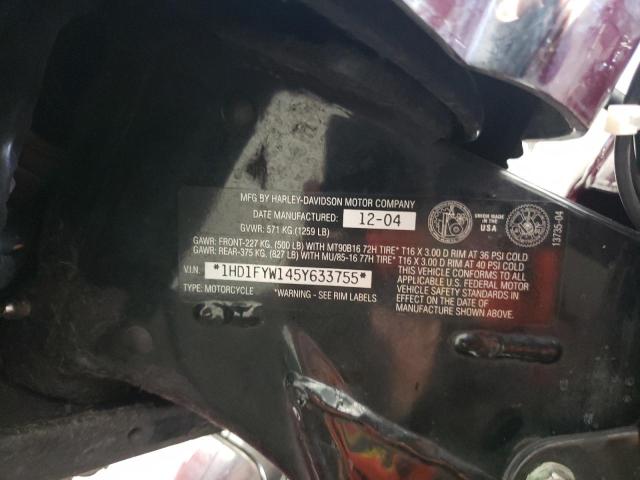 MFG BY HARLEY-DAVIDSON MOTOR COMPANY
DATE MANUFACTURED: 12-04
GVWR: 571 KG (1259 LB)
GAWR: FRONT-227 KG. (500 LB) WITH MT90B16 72H TIRE* T16 X 3.00 D RIM AT 36 PSI COLD
GAWR: REAR-375 KG. (827 LB) WITH MU/85-16 77H TIRE* T16 X 3.00 D RIM AT 40 PSI COLD
V.I.N. *1HD1FYW145Y633755*
TYPE: MOTORCYCLE *WARNING - SEE RIM LABELS
THIS VEHICLE CONFORMS TO ALL
APPLICABLE U.S. FEDERAL MOTOR
VEHICLE SAFETY STANDARDS IN
EFFECT ON THE DATE OF
MANUFACTURE SHOWN ABOVE.
UNION MADE IN THE
USA
13735-04